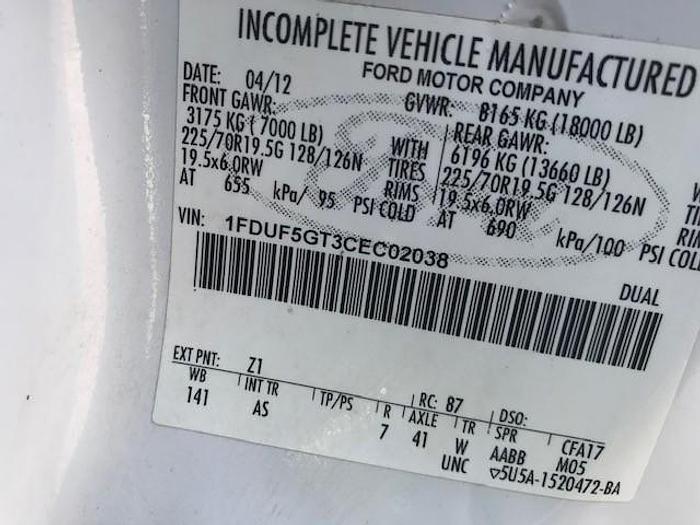 INCOMPLETE VEHICLE MANUFACTURED
FORD MOTOR COMPANY
DATE: 04/12 GVWR: 8165 KG (18000 LB)
FRONT GAWR: REAR GAWR:
3175 KG (7000 LB) WITH 6196 KG (13660 LB) W
225/70R19.5G 128/126N TIRES 225/70R19.5G 128/126N TI
19.5x6.0RW RIMS 19.5x6.0RW RIM
AT 655 kPa/ 95 PSI COLD AT 690 kPa/100 PSI COL
VIN: 1FDUF5GT3CEC02038
DUAL
EXT PNT: Z1 RC: 87 DSO:
WB INT TR TP/PS R AXLE TR SPR CFA17
141 AS 7 41 W AABB M05
UNC ▽5U5A-1520472-BA